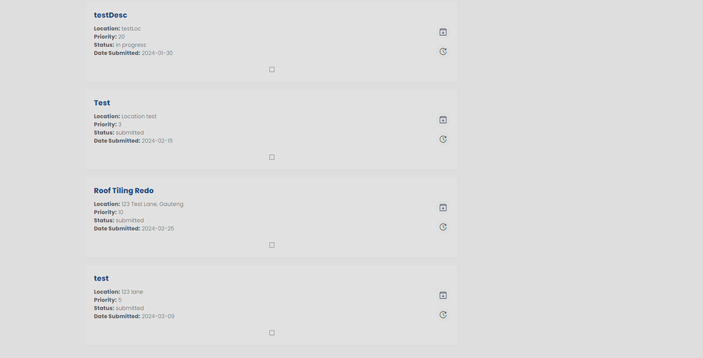 testDesc
Location: testLoc
Priority: 20
Status: in progress
Date Submitted: 2024-01-30
Test
Location: Location test
Priority: 3
Status: submitted
Date Submitted: 2024-02-15
Roof Tiling Redo
Location: 123 Test Lane, Gauteng
Priority: 10
Status: submitted
Date Submitted: 2024-02-25
test
Location: 123 lane
Priority: 5
Status: submitted
Date Submitted: 2024-03-09